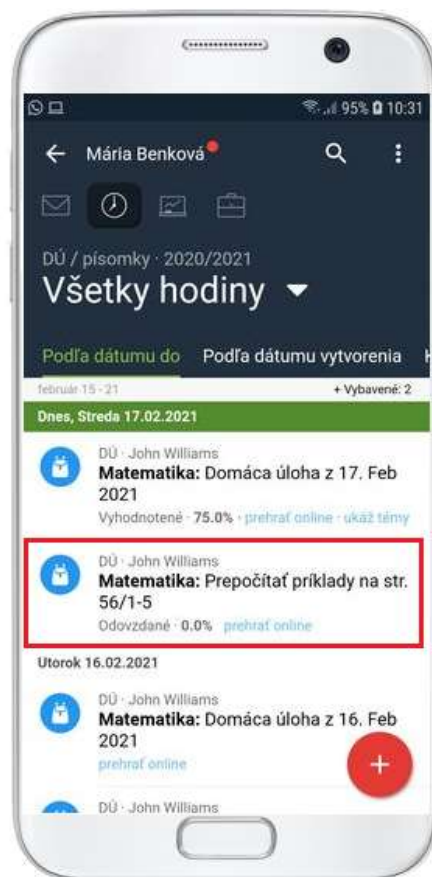 95% 10:31
Mária Benková
DÚ / písomky · 2020/2021
Všetky hodiny
Podľa dátumu do Podľa dátumu vytvorenia
február 15 - 21 + Vybavené: 2
Dnes, Streda 17.02.2021
DÚ · John Williams
Matematika: Domáca úloha z 17. Feb
2021
Vyhodnotené · 75.0% · prehrať online · ukáž témy
DÚ · John Williams
Matematika: Prepočítať príklady na str.
56/1-5
Odovzdané · 0.0% prehrať online
Utorok 16.02.2021
DÚ · John Williams
Matematika: Domáca úloha z 16. Feb
2021
prehrať online
DÚ · John Williams